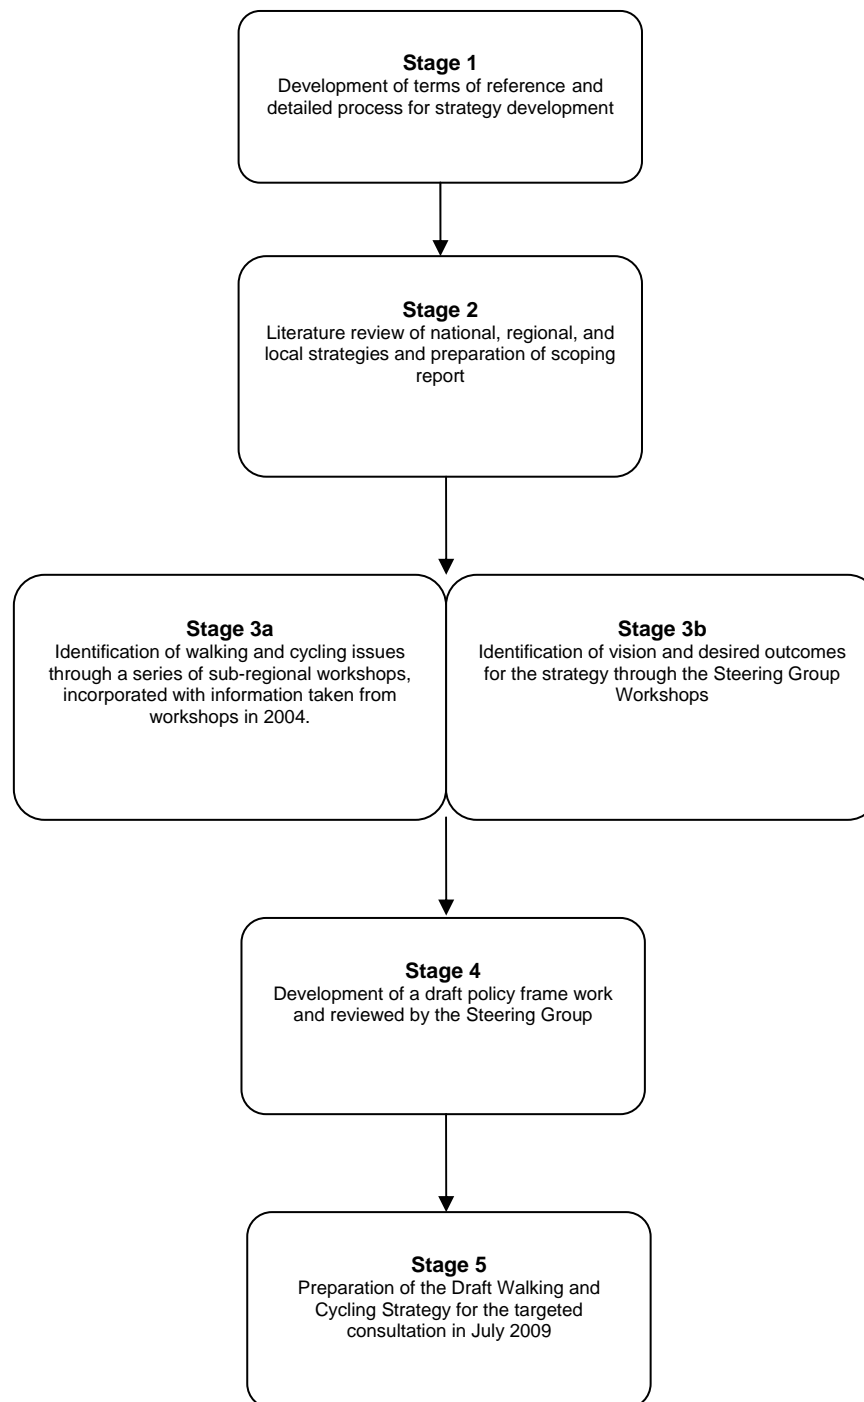 Stage 1
Development of terms of reference and
detailed process for strategy development
Stage 2
Literature review of national, regional, and
local strategies and preparation of scoping
report
Stage 3a
Identification of walking and cycling issues
through a series of sub-regional workshops,
incorporated with information taken from
workshops in 2004.
Stage 3b
Identification of vision and desired outcomes
for the strategy through the Steering Group
Workshops
Stage 4
Development of a draft policy frame work
and reviewed by the Steering Group
Stage 5
Preparation of the Draft Walking and
Cycling Strategy for the targeted
consultation in July 2009